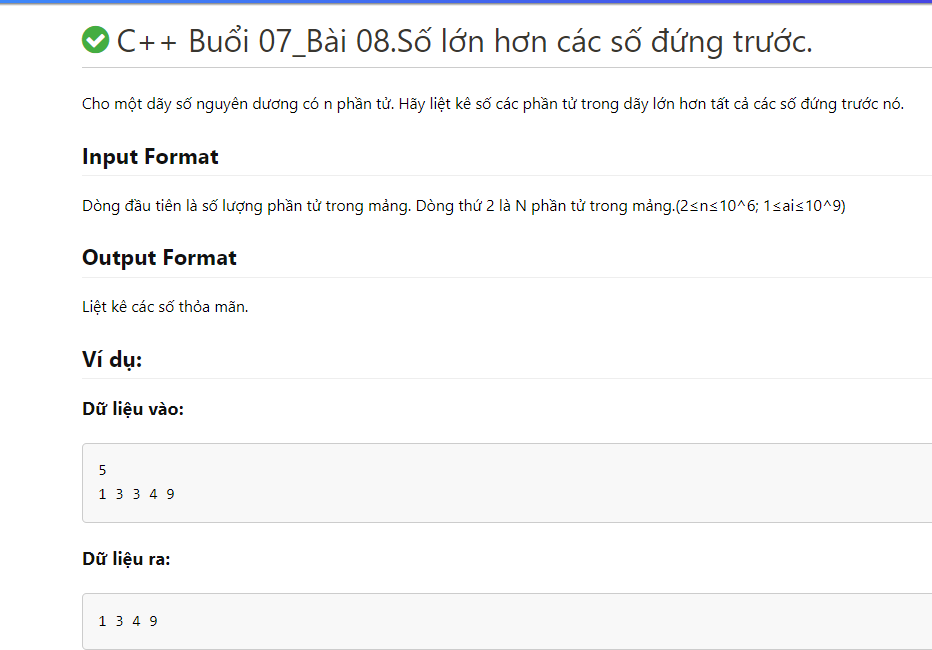 C++ Buổi 07_Bài 08.Số lớn hơn các số đứng trước.
Cho một dãy số nguyên dương có n phần tử. Hãy liệt kê số các phần tử trong dãy lớn hơn tất cả các số đứng trước nó.
Input Format
Dòng đầu tiên là số lượng phần tử trong mảng. Dòng thứ 2 là N phần tử trong mảng.(2≤n≤10^6; 1≤ai≤10^9)
Output Format
Liệt kê các số thỏa mãn.
Ví dụ:
Dữ liệu vào:
5
1 3 3 4 9
Dữ liệu ra:
1 3 4 9